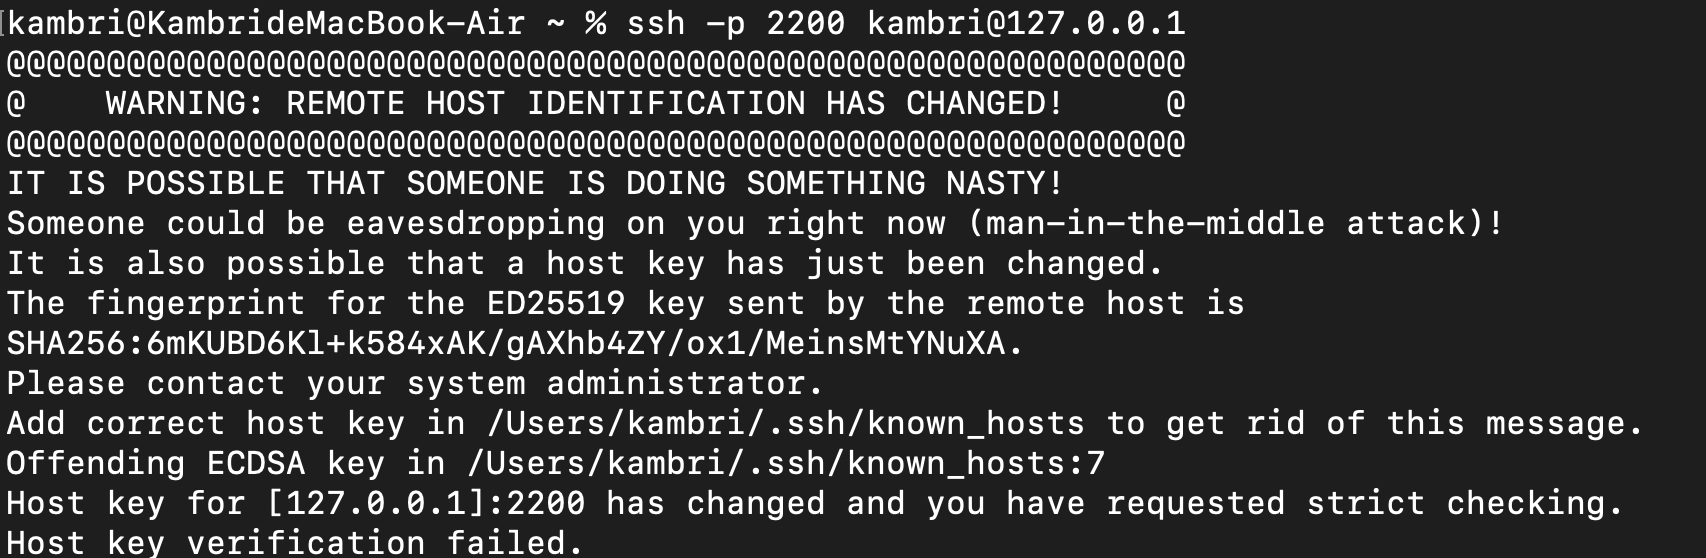 kambri@KambrideMacBook-Air ~ % ssh -p 2200 kambri@127.0.0.1
@@@@@@@@@@@@@@@@@@@@@@@@@@@@@@@@@@@@@@@@@@@@@@@@@@@@@@@@@@@
@    WARNING: REMOTE HOST IDENTIFICATION HAS CHANGED!     @
@@@@@@@@@@@@@@@@@@@@@@@@@@@@@@@@@@@@@@@@@@@@@@@@@@@@@@@@@@@
IT IS POSSIBLE THAT SOMEONE IS DOING SOMETHING NASTY!
Someone could be eavesdropping on you right now (man-in-the-middle attack)!
It is also possible that a host key has just been changed.
The fingerprint for the ED25519 key sent by the remote host is
SHA256:6mKUBD6Kl+k584xAK/gAXhb4ZY/ox1/MeinsMtYNuXA.
Please contact your system administrator.
Add correct host key in /Users/kambri/.ssh/known_hosts to get rid of this message.
Offending ECDSA key in /Users/kambri/.ssh/known_hosts:7
Host key for [127.0.0.1]:2200 has changed and you have requested strict checking.
Host key verification failed.